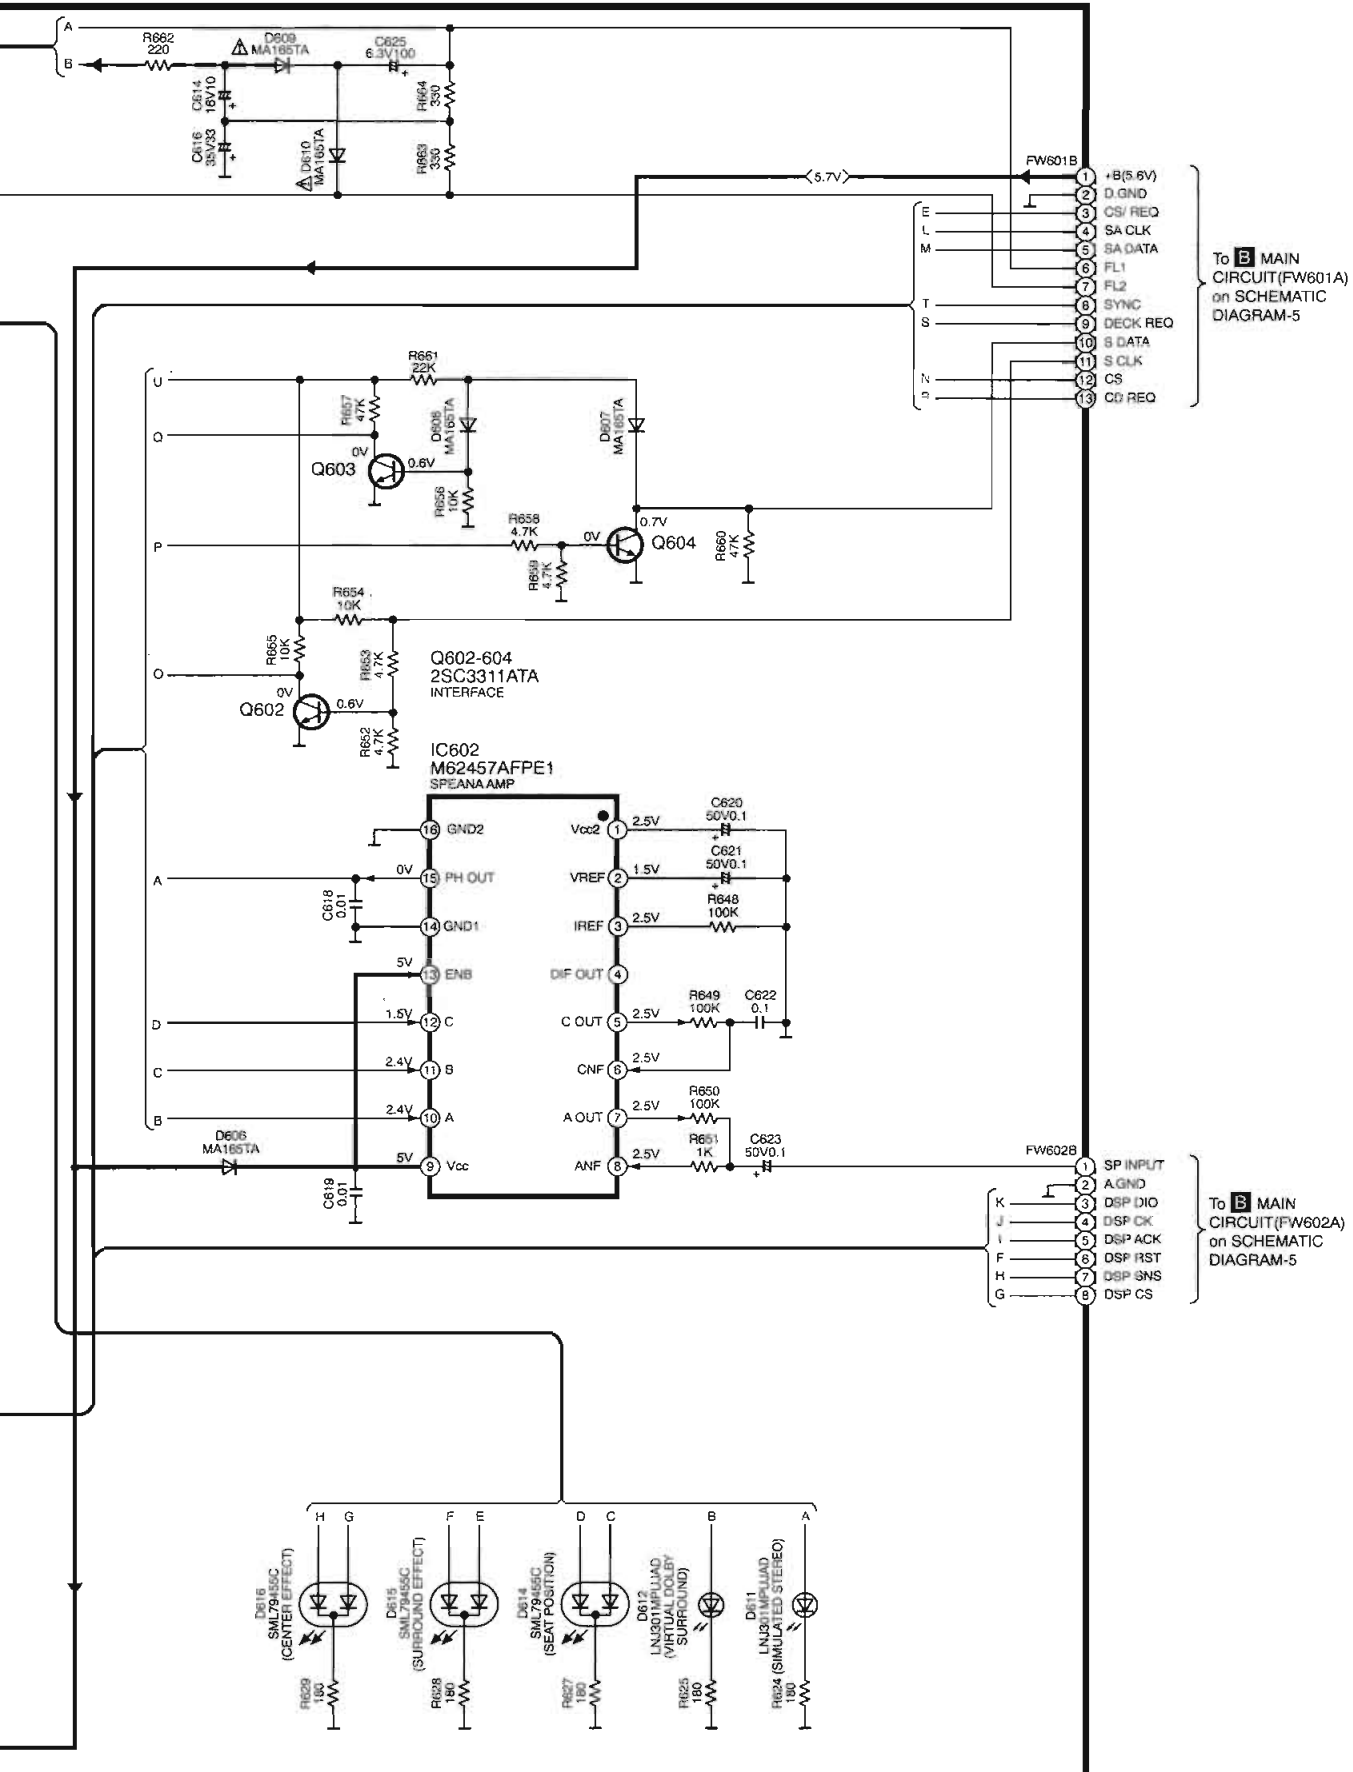 A
B
R662
220
D609
MA165TA
C625
6.3V100
C614
16V10
C616
35V33
D610
MA165TA
R664
330
R663
330
5.7V
FW601B
1 +B(5.6V)
2 D.GND
E 3 CS/ REQ
L 4 SA CLK
M 5 SA DATA
6 FL1
7 FL2
T 8 SYNC
S 9 DECK REQ
10 S DATA
11 S CLK
N 12 CS
R 13 CD REQ
To B MAIN
CIRCUIT(FW601A)
on SCHEMATIC
DIAGRAM-5
U
Q
P
O
R661
22K
R657
47K
D608
MA165TA
D607
MA165TA
0V
Q603
0.6V
R656
10K
R658
4.7K
R659
4.7K
0V
0.7V
Q604
R660
47K
R654
10K
R655
10K
R653
4.7K
0V
Q602
0.6V
R652
4.7K
Q602-604
2SC3311ATA
INTERFACE
IC602
M62457AFPE1
SPEANA AMP
16 GND2
A 0V 15 PH OUT
C618
0.01
14 GND1
5V 13 ENB
D 1.5V 12 C
C 2.4V 11 B
B 2.4V 10 A
D606
MA165TA
5V 9 Vcc
C619
0.01
Vcc2 1 2.5V
C620
50V0.1
VREF 2 1.5V
C621
50V0.1
IREF 3 2.5V
R648
100K
DIF OUT 4
C OUT 5 2.5V
R649
100K
C622
0.1
CNF 6 2.5V
A OUT 7 2.5V
R650
100K
ANF 8 2.5V
R651
1K
C623
50V0.1
FW602B
1 SP INPUT
2 A.GND
K 3 DSP DIO
J 4 DSP CK
I 5 DSP ACK
F 6 DSP RST
H 7 DSP SNS
G 8 DSP CS
To B MAIN
CIRCUIT(FW602A)
on SCHEMATIC
DIAGRAM-5
H G F E D C B A
D616
SML79455C
(CENTER EFFECT)
D615
SML79455C
(SURROUND EFFECT)
D614
SML79455C
(SEAT POSITION)
D612
LNJ301MPUJAD
(VIRTUAL DOLBY
SURROUND)
D611
LNJ301MPUJAD
(SIMULATED STEREO)
R629
180
R628
180
R627
180
R625
180
R624
180